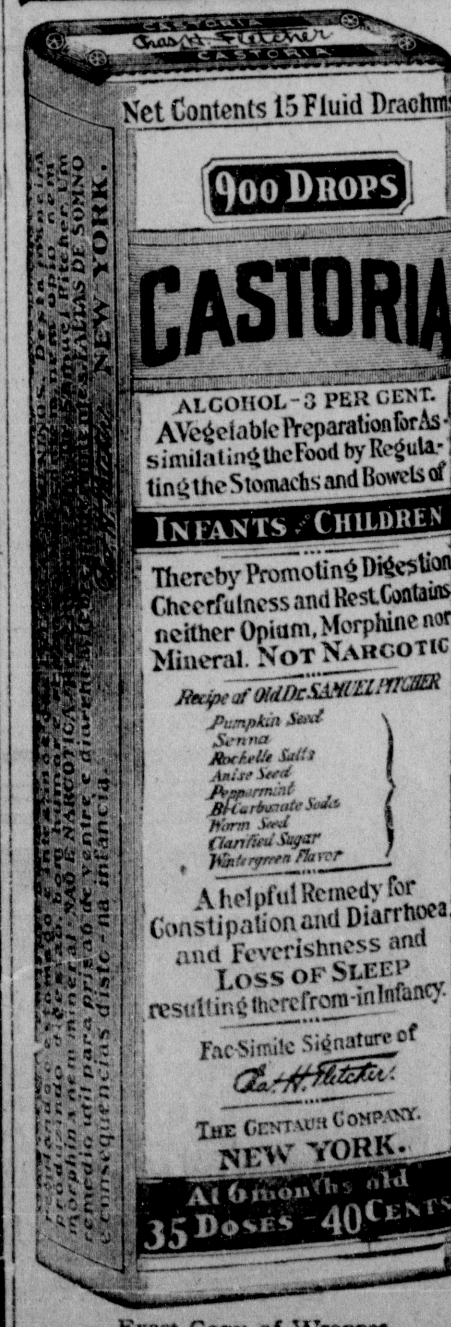 CASTORIA
Chas. H. Fletcher
CASTORIA
Net Contents 15 Fluid Drachms
900 DROPS
CASTORIA
ALCOHOL - 3 PER CENT.
A Vegetable Preparation for As-
similating the Food by Regula-
ting the Stomachs and Bowels of
INFANTS CHILDREN
Thereby Promoting Digestion
Cheerfulness and Rest. Contains
neither Opium, Morphine nor
Mineral. NOT NARCOTIC
Recipe of Old Dr. SAMUEL PITCHER
Pumpkin Seed
Senna
Rochelle Salts
Anise Seed
Peppermint
Bi-Carbonate Soda
Worm Seed
Clarified Sugar
Wintergreen Flavor
A helpful Remedy for
Constipation and Diarrhoea.
and Feverishness and
LOSS OF SLEEP
resulting therefrom-in Infancy.
Fac-Simile Signature of
Chas. H. Fletcher.
THE CENTAUR COMPANY.
NEW YORK.
At 6 months old
35 DOSES - 40 CENTS
NEW YORK.
remedio util para prisão de ventre, e diarrhea
e consequencias disto - na infancia.
Exact Copy of Wrapper